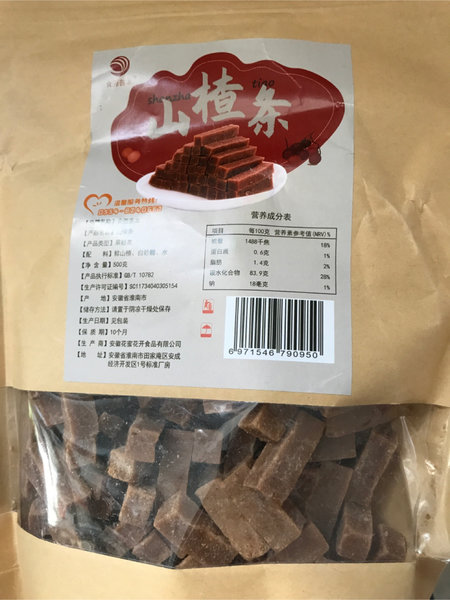 shanzha
tiao
山楂条
温馨服务热线:
营养成分表
项目 每100克 营养素参考值(NRV)%
能量 1488千焦 18%
蛋白质 0.6克 1%
脂肪 1.4克 2%
碳水化合物 83.9克 28%
钠 18毫克 1%
【产品类型】果糕类
【配 料】鲜山楂、白砂糖、水
【净 含 量】500克
【产品执行标准】GB/T 10782
【生产许可证编号】SC11734040305154
【产 地】安徽省淮南市
【储存方法】请置于阴凉干燥处保存
【生产日期】见包装
【保 质 期】10个月
【生 产 商】安徽花蜜花开食品有限公司
【地 址】安徽省淮南市田家庵区安成
经济开发区1号标准厂房
6 971546 790950